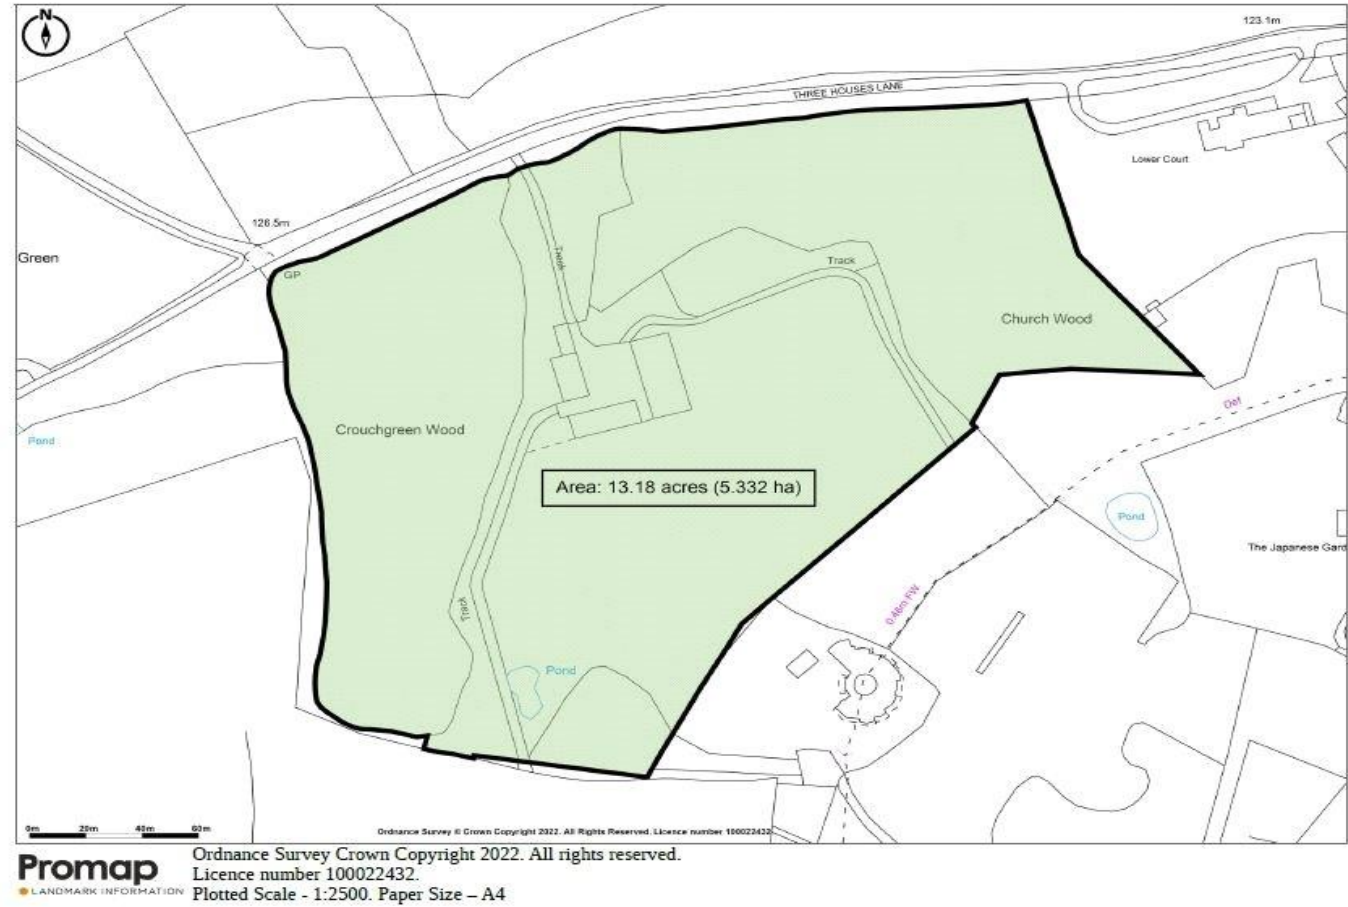 N
123.1m
THREE HOUSES LANE
Lower Court
126.5m
Green
GP
Track
Track
Church Wood
Def
Pond
Crouchgreen Wood
Area: 13.18 acres (5.332 ha)
Pond
The Japanese Gard
0.46m FW
Track
Pond
0m 20m 40m 60m
Ordnance Survey © Crown Copyright 2022. All Rights Reserved. Licence number 100022432
Promap
LANDMARK INFORMATION
Ordnance Survey Crown Copyright 2022. All rights reserved.
Licence number 100022432.
Plotted Scale - 1:2500. Paper Size – A4